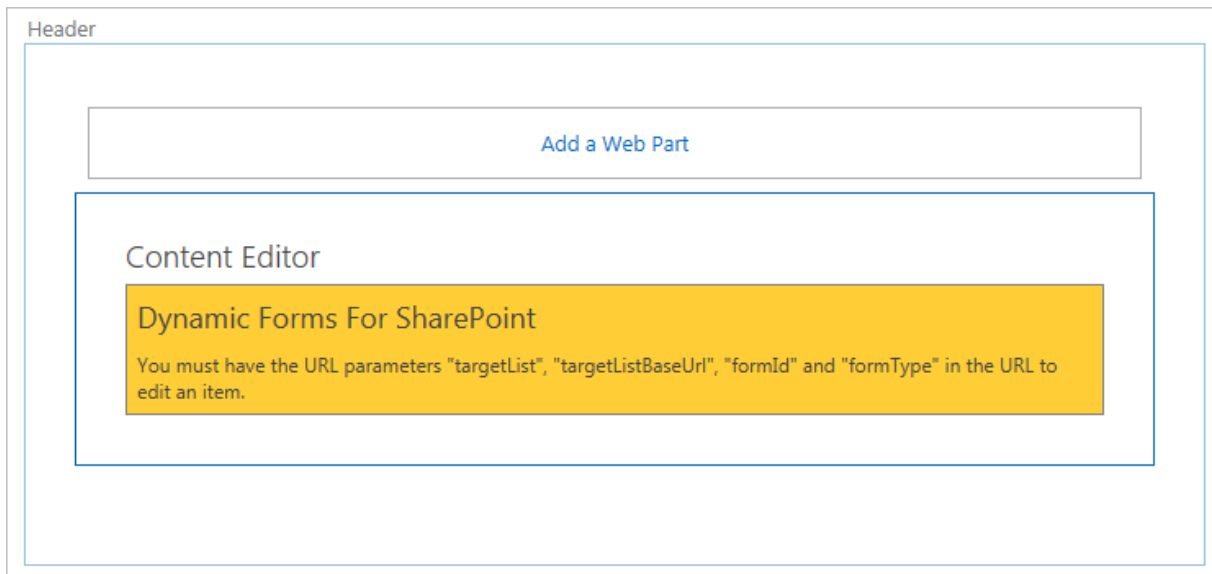 Header
Add a Web Part
Content Editor
Dynamic Forms For SharePoint
You must have the URL parameters "targetList", "targetListBaseUrl", "formId" and "formType" in the URL to
edit an item.